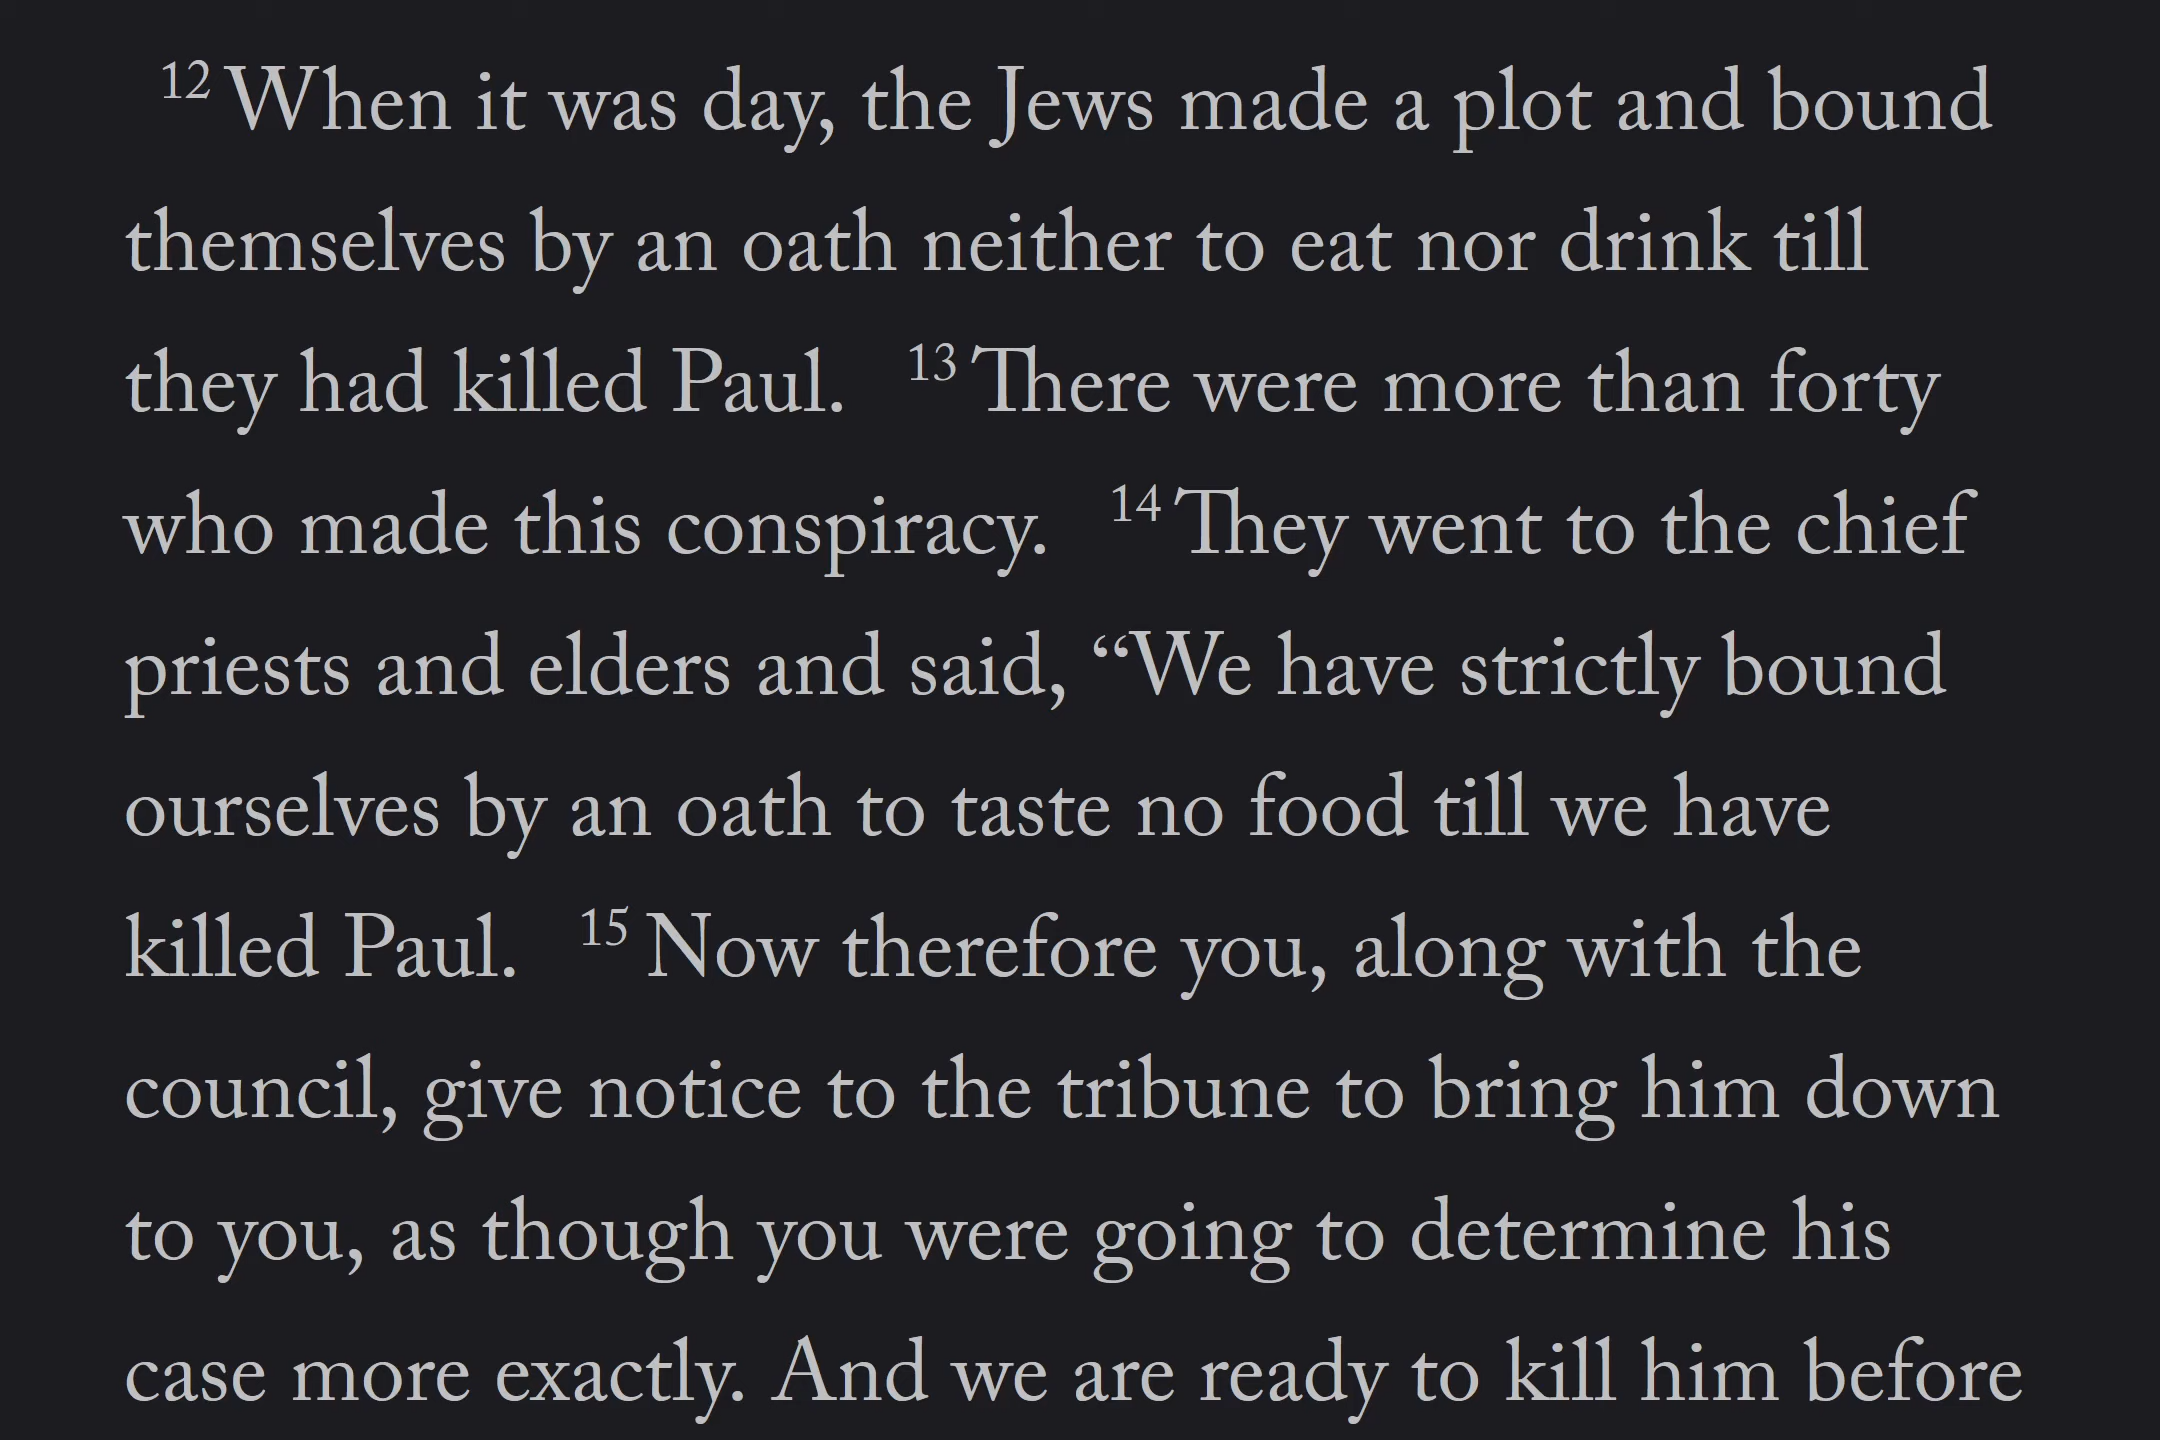 12 When it was day, the Jews made a plot and bound
themselves by an oath neither to eat nor drink till
they had killed Paul. 13 There were more than forty
who made this conspiracy. 14 They went to the chief
priests and elders and said, “We have strictly bound
ourselves by an oath to taste no food till we have
killed Paul. 15 Now therefore you, along with the
council, give notice to the tribune to bring him down
to you, as though you were going to determine his
case more exactly. And we are ready to kill him before